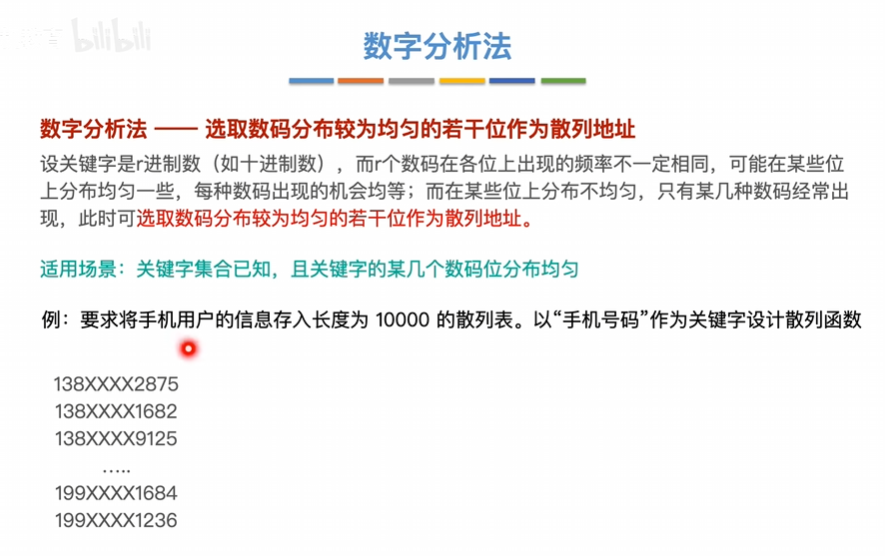 bilibili
数字分析法
数字分析法 —— 选取数码分布较为均匀的若干位作为散列地址
设关键字是r进制数（如十进制数），而r个数码在各位上出现的频率不一定相同，可能在某些位
上分布均匀一些，每种数码出现的机会均等；而在某些位上分布不均匀，只有某几种数码经常出
现，此时可选取数码分布较为均匀的若干位作为散列地址。
适用场景：关键字集合已知，且关键字的某几个数码位分布均匀
例：要求将手机用户的信息存入长度为 10000 的散列表。以“手机号码”作为关键字设计散列函数
138XXXX2875
138XXXX1682
138XXXX9125
…..
199XXXX1684
199XXXX1236